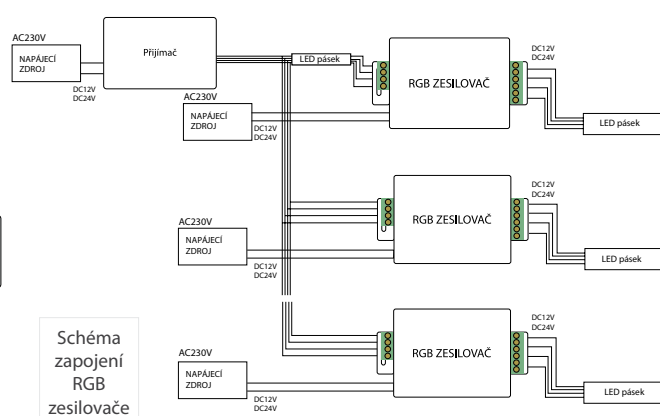 AC230V
NAPÁJECÍ
ZDROJ
DC12V
DC24V
Přijímač
LED pásek
RGB ZESILOVAČ
DC12V
DC24V
LED pásek
AC230V
NAPÁJECÍ
ZDROJ
DC12V
DC24V
RGB ZESILOVAČ
DC12V
DC24V
LED pásek
AC230V
NAPÁJECÍ
ZDROJ
DC12V
DC24V
RGB ZESILOVAČ
DC12V
DC24V
LED pásek
AC230V
NAPÁJECÍ
ZDROJ
DC12V
DC24V
Schéma
zapojení
RGB
zesilovače